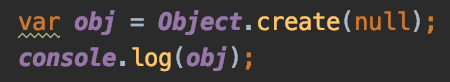 var obj = Object.create(null);
console.log(obj);